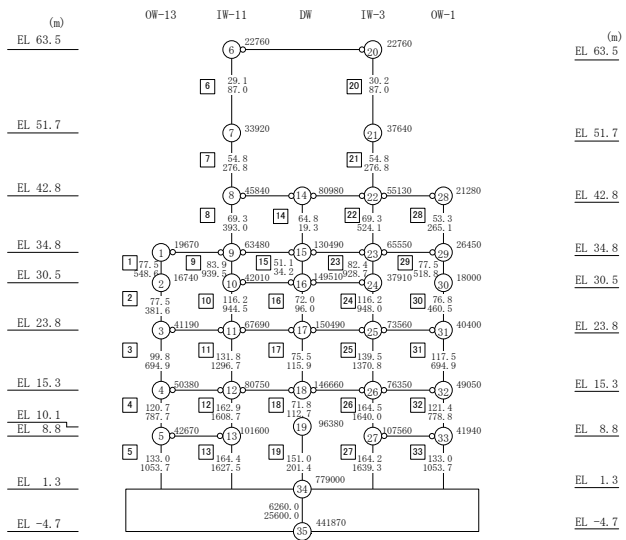 OW-13 IW-11 DW IW-3 OW-1
(m) (m)
EL 63.5 6 22760 20 22760 EL 63.5
6 29.1 20 30.2
87.0 87.0
EL 51.7 7 33920 21 37640 EL 51.7
7 54.8 21 54.8
276.8 276.8
EL 42.8 8 45840 14 80980 22 55130 28 21280 EL 42.8
8 69.3 14 64.8 22 69.3 28 53.3
393.0 19.3 524.1 265.1
EL 34.8 1 19670 9 63480 15 130490 23 65550 29 26450 EL 34.8
1 77.5 9 83.9 15 51.1 23 82.4 29 77.5
548.6 939.5 34.2 928.7 518.8
EL 30.5 2 16740 10 42010 16 149510 24 37910 30 18000 EL 30.5
2 77.5 10 116.2 16 72.0 24 116.2 30 76.8
381.6 944.5 96.0 948.0 460.5
EL 23.8 3 41190 11 67690 17 150490 25 73560 31 40400 EL 23.8
3 99.8 11 131.8 17 75.5 25 139.5 31 117.5
694.9 1296.7 115.9 1370.8 694.9
EL 15.3 4 50380 12 80750 18 146660 26 76350 32 49050 EL 15.3
4 120.7 12 162.9 18 71.8 26 164.5 32 121.4
787.7 1608.7 112.7 1640.0 778.8
EL 10.1 19 96380
EL 8.8 5 42670 13 101600 27 107560 33 41940 EL 8.8
5 133.0 13 164.4 19 151.0 27 164.2 33 133.0
1053.7 1627.5 201.4 1639.3 1053.7
EL 1.3 34 779000 EL 1.3
6260.0
25600.0
EL -4.7 35 441870 EL -4.7